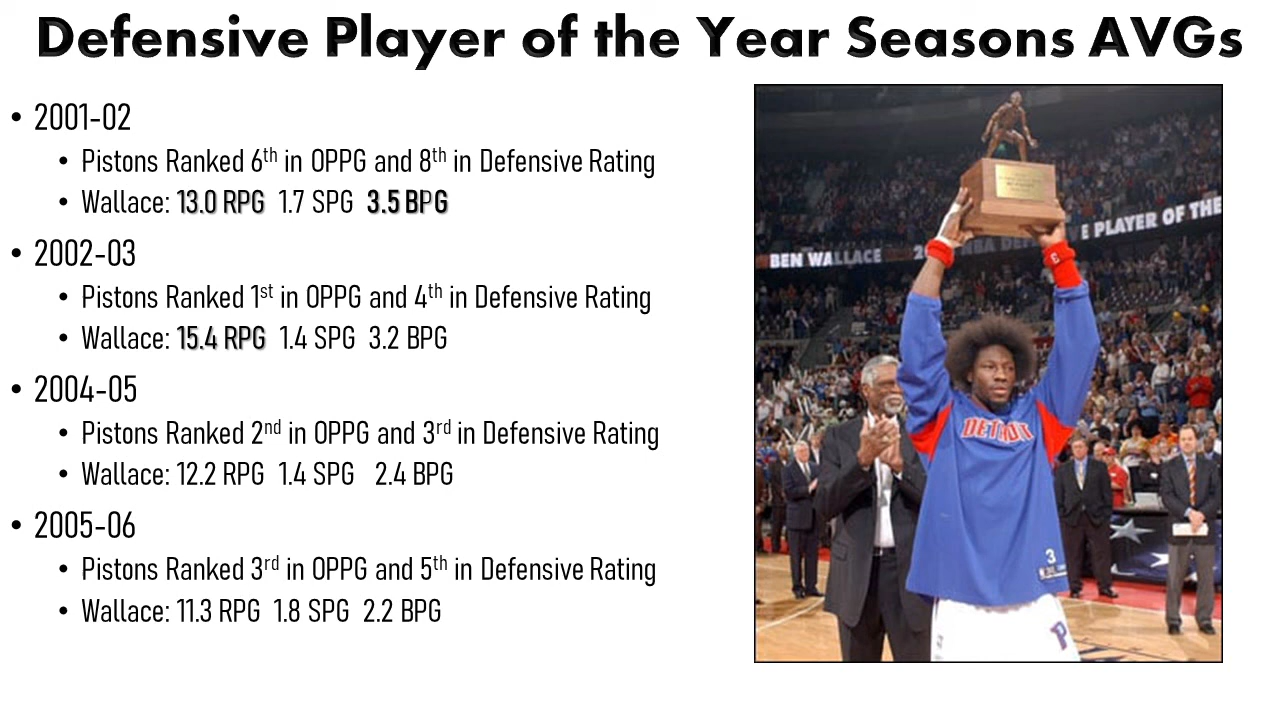 Defensive Player of the Year Seasons AVGs
• 2001-02
• Pistons Ranked 6th in OPPG and 8th in Defensive Rating
• Wallace: 13.0 RPG 1.7 SPG 3.5 BPG
• 2002-03
• Pistons Ranked 1st in OPPG and 4th in Defensive Rating
• Wallace: 15.4 RPG 1.4 SPG 3.2 BPG
• 2004-05
• Pistons Ranked 2nd in OPPG and 3rd in Defensive Rating
• Wallace: 12.2 RPG 1.4 SPG 2.4 BPG
• 2005-06
• Pistons Ranked 3rd in OPPG and 5th in Defensive Rating
• Wallace: 11.3 RPG 1.8 SPG 2.2 BPG
BEN WALLACE NBA DEF E PLAYER OF THE
3
DETROIT
3